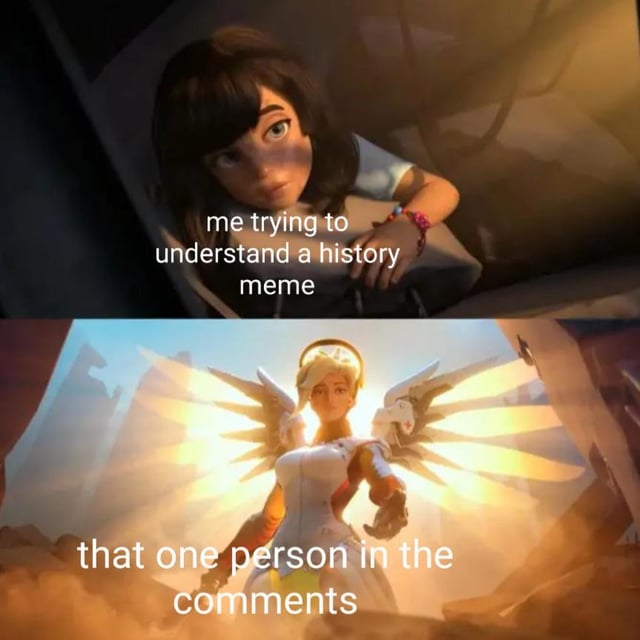 me trying to
understand a history
meme
that one person in the
comments